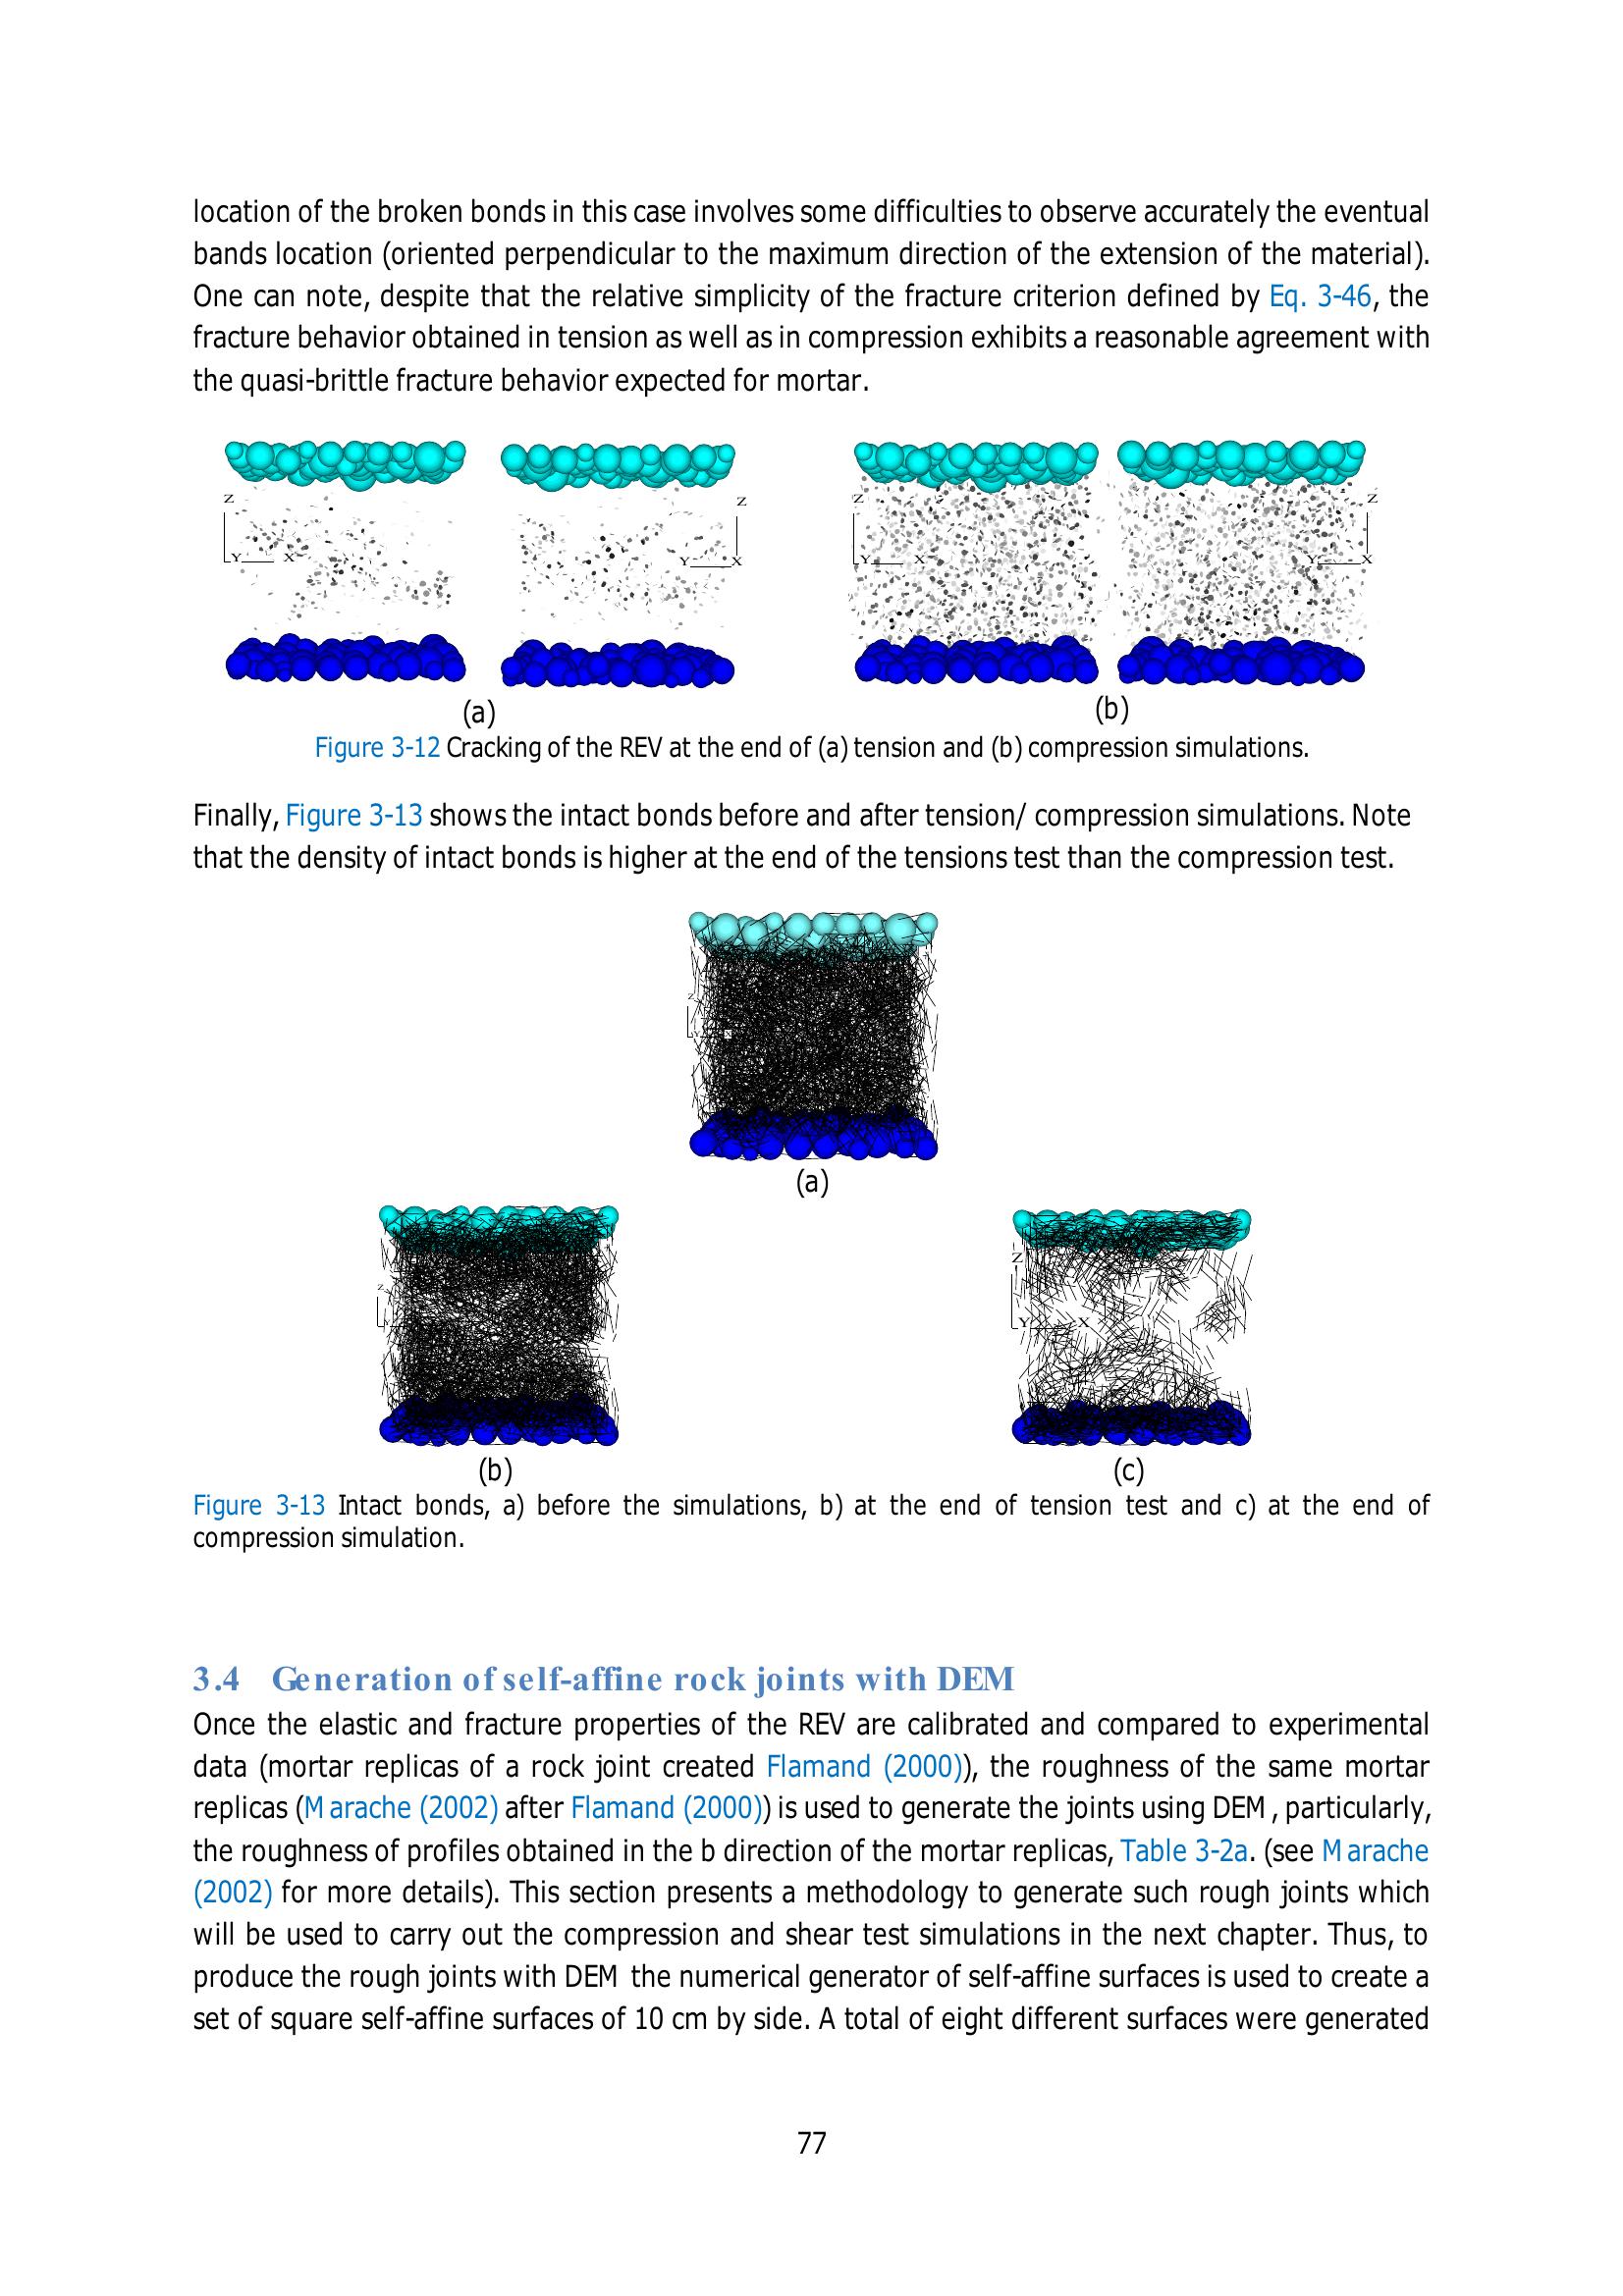 location of the broken bonds in this case involves some difficulties to observe accurately the eventual
bands location (oriented perpendicular to the maximum direction of the extension of the material).
One can note, despite that the relative simplicity of the fracture criterion defined by Eq. 3-46, the
fracture behavior obtained in tension as well as in compression exhibits a reasonable agreement with
the quasi-brittle fracture behavior expected for mortar.
Z Z Z Z
Y X Y X Y X Y X
(a) (b)
Figure 3-12 Cracking of the REV at the end of (a) tension and (b) compression simulations.
Finally, Figure 3-13 shows the intact bonds before and after tension/ compression simulations. Note
that the density of intact bonds is higher at the end of the tensions test than the compression test.
Z
(a)
Z Z
Y X
(b) (c)
Figure 3-13 Intact bonds, a) before the simulations, b) at the end of tension test and c) at the end of
compression simulation.
3.4 Generation of self-affine rock joints with DEM
Once the elastic and fracture properties of the REV are calibrated and compared to experimental
data (mortar replicas of a rock joint created Flamand (2000)), the roughness of the same mortar
replicas (Marache (2002) after Flamand (2000)) is used to generate the joints using DEM, particularly,
the roughness of profiles obtained in the b direction of the mortar replicas, Table 3-2a. (see Marache
(2002) for more details). This section presents a methodology to generate such rough joints which
will be used to carry out the compression and shear test simulations in the next chapter. Thus, to
produce the rough joints with DEM the numerical generator of self-affine surfaces is used to create a
set of square self-affine surfaces of 10 cm by side. A total of eight different surfaces were generated
77